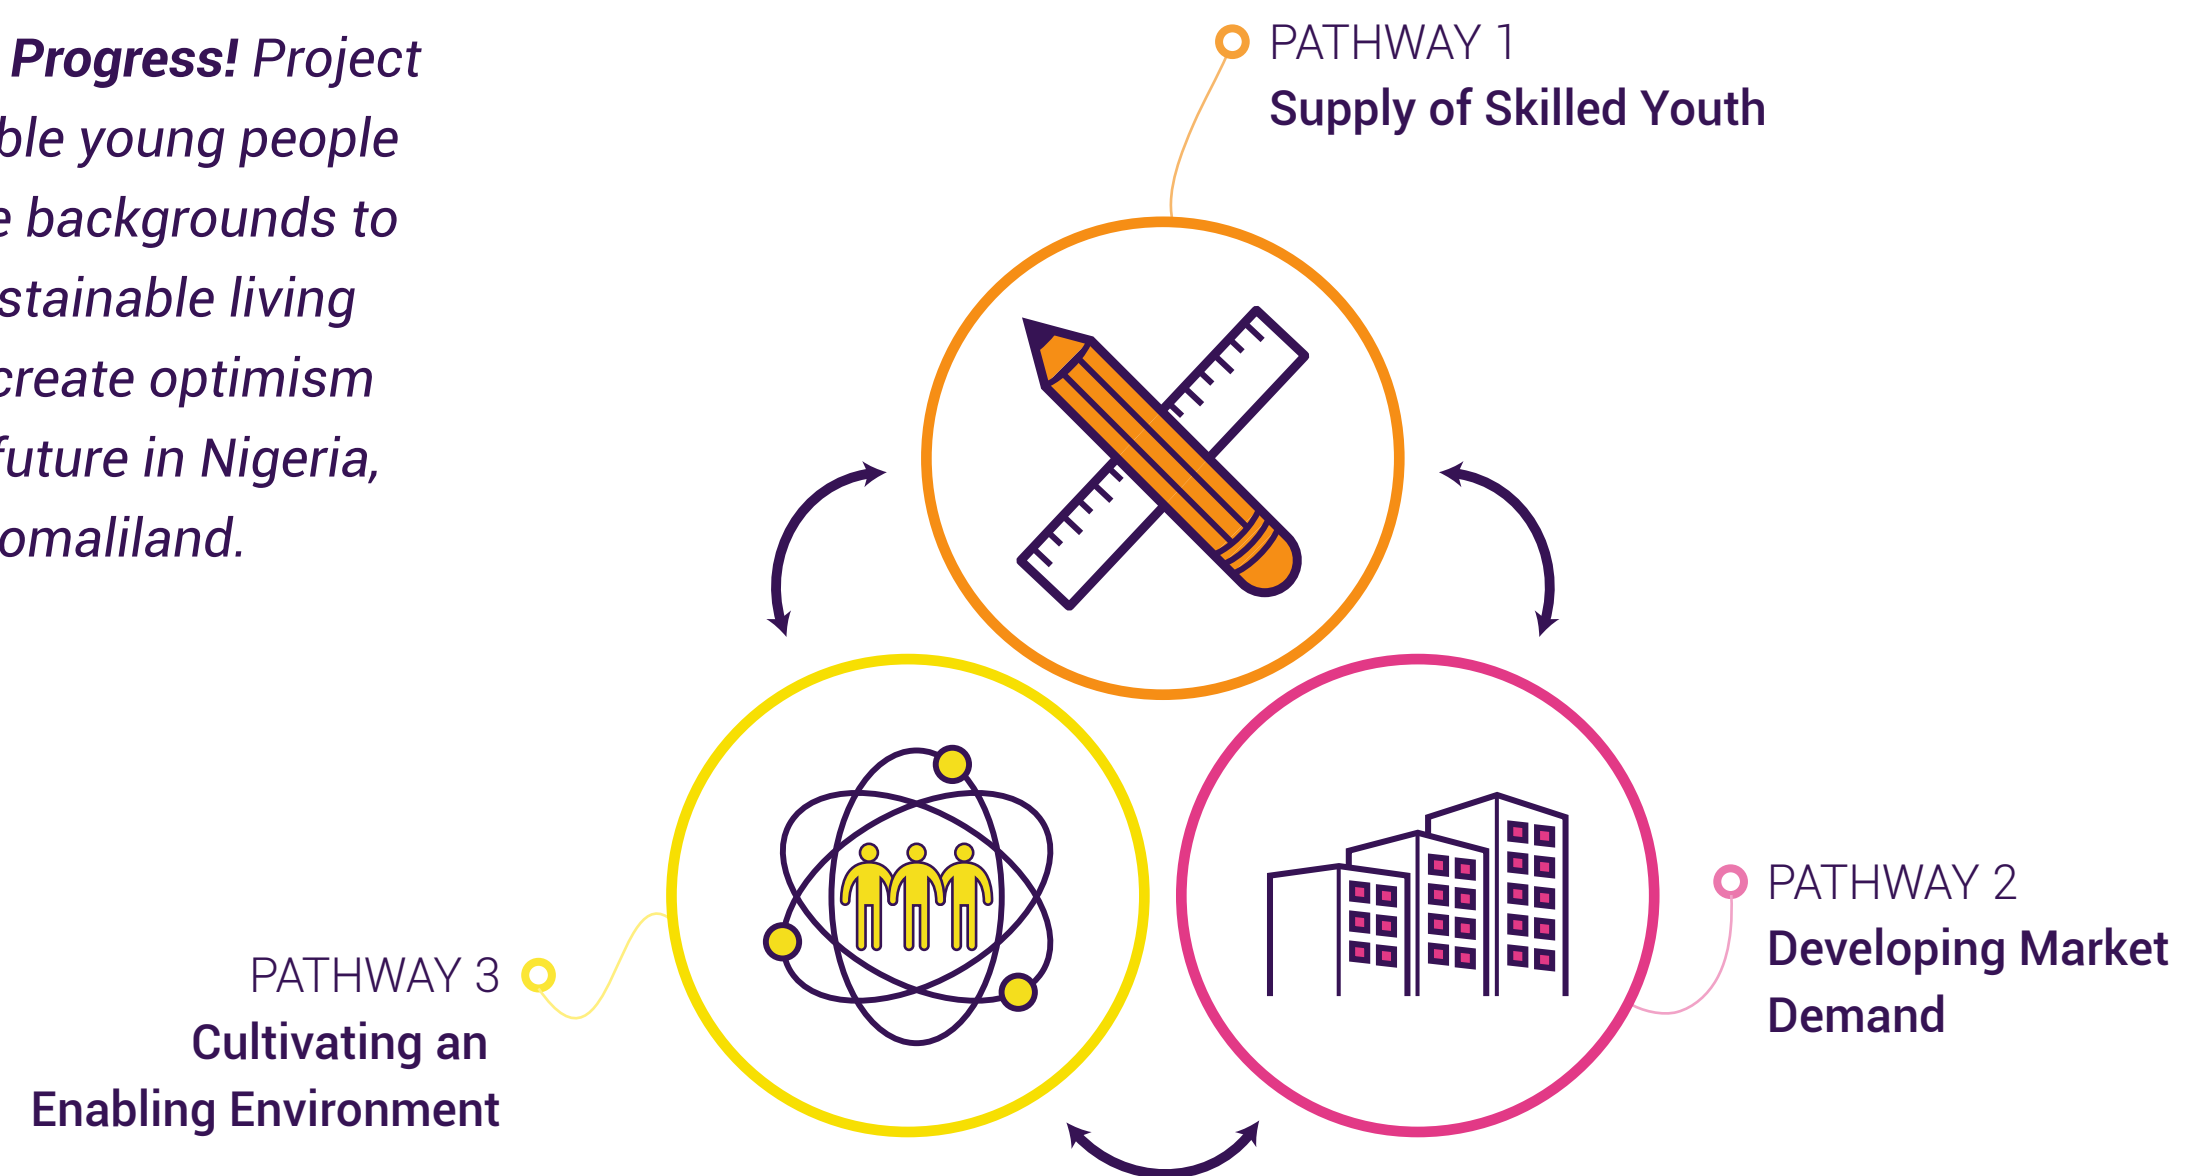 Progress! Project
ble young people
backgrounds to
stainable living
create optimism
future in Nigeria,
omaliland.
PATHWAY 1
Supply of Skilled Youth
PATHWAY 2
Developing Market
Demand
PATHWAY 3
Cultivating an
Enabling Environment